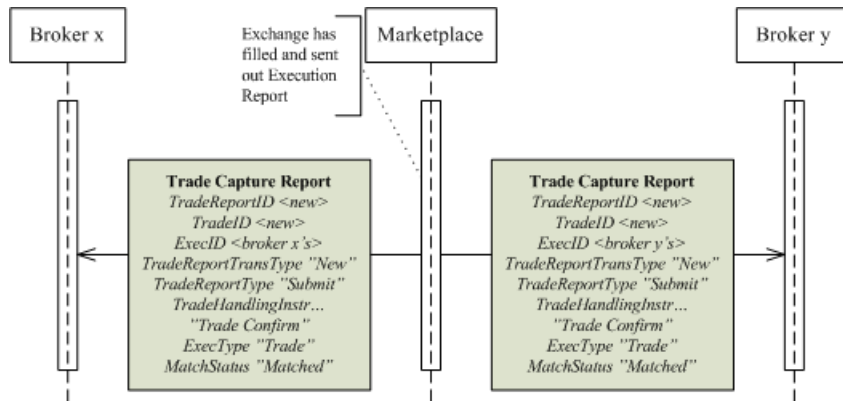 Broker x
Exchange has
filled and sent
out Execution
Report
Marketplace
Broker y
Trade Capture Report
TradeReportID <new>
TradeID <new>
ExecID <broker x's>
TradeReportTransType "New"
TradeReportType "Submit"
TradeHandlingInstr...
"Trade Confirm"
ExecType "Trade"
MatchStatus "Matched"
Trade Capture Report
TradeReportID <new>
TradeID <new>
ExecID <broker y's>
TradeReportTransType "New"
TradeReportType "Submit"
TradeHandlingInstr...
"Trade Confirm"
ExecType "Trade"
MatchStatus "Matched"